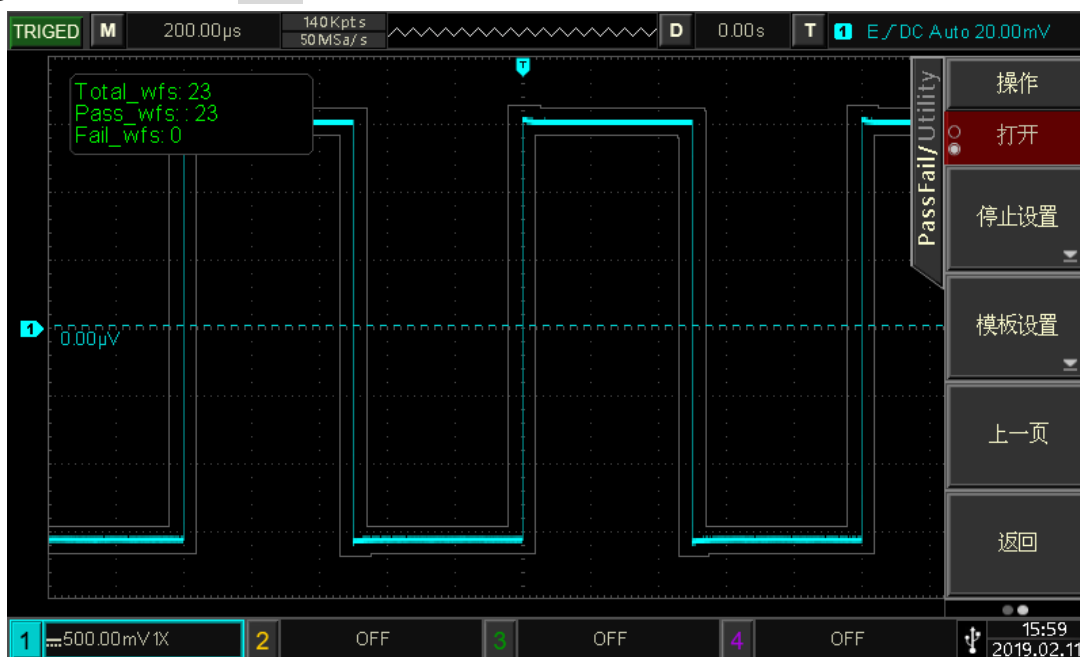 TRIGED M 200.00μs 140Kpts D 0.00s T 1 E DC Auto 20.00mV
50MSa/s
T
Total_wfs: 23
Pass_wfs: : 23
Fail_wfs: 0
PassFail/Utility
操作
打开
停止设置
模板设置
上一页
返回
1
0.00μV
1 500.00mV 1X 2 OFF 3 OFF 4 OFF
15:59
2019.02.11